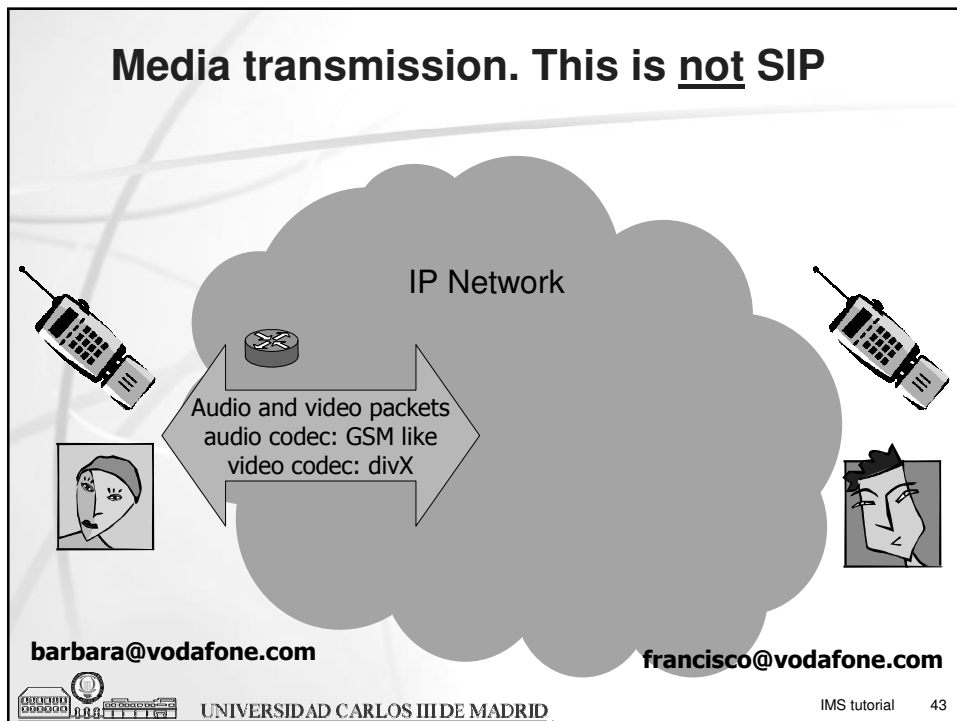 Media transmission. This is not SIP
IP Network
Audio and video packets
audio codec: GSM like
video codec: divX
barbara@vodafone.com
francisco@vodafone.com
UNIVERSIDAD CARLOS III DE MADRID
IMS tutorial 43